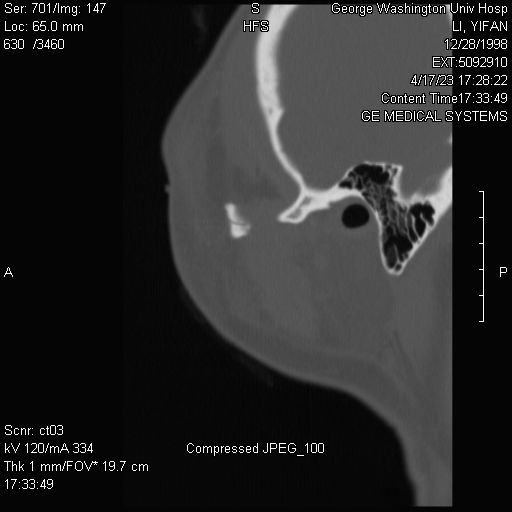 Ser: 701/Img: 147
Loc: 65.0 mm
630 /3460
S
HFS
George Washington Univ Hosp
LI, YIFAN
12/28/1998
EXT:5092910
4/17/23 17:28:22
Content Time17:33:49
GE MEDICAL SYSTEMS
A
P
Scnr: ct03
kV 120/mA 334
Thk 1 mm/FOV* 19.7 cm
17:33:49
Compressed JPEG_100